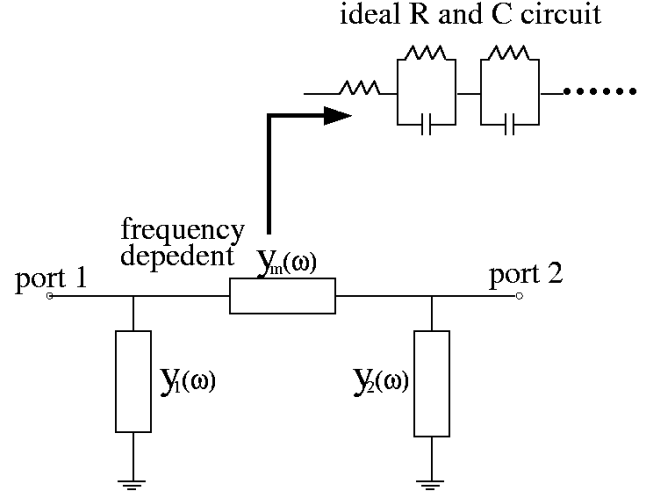 ideal R and C circuit
frequency
depedent
ym(ω)
port 1
port 2
y1(ω)
y2(ω)